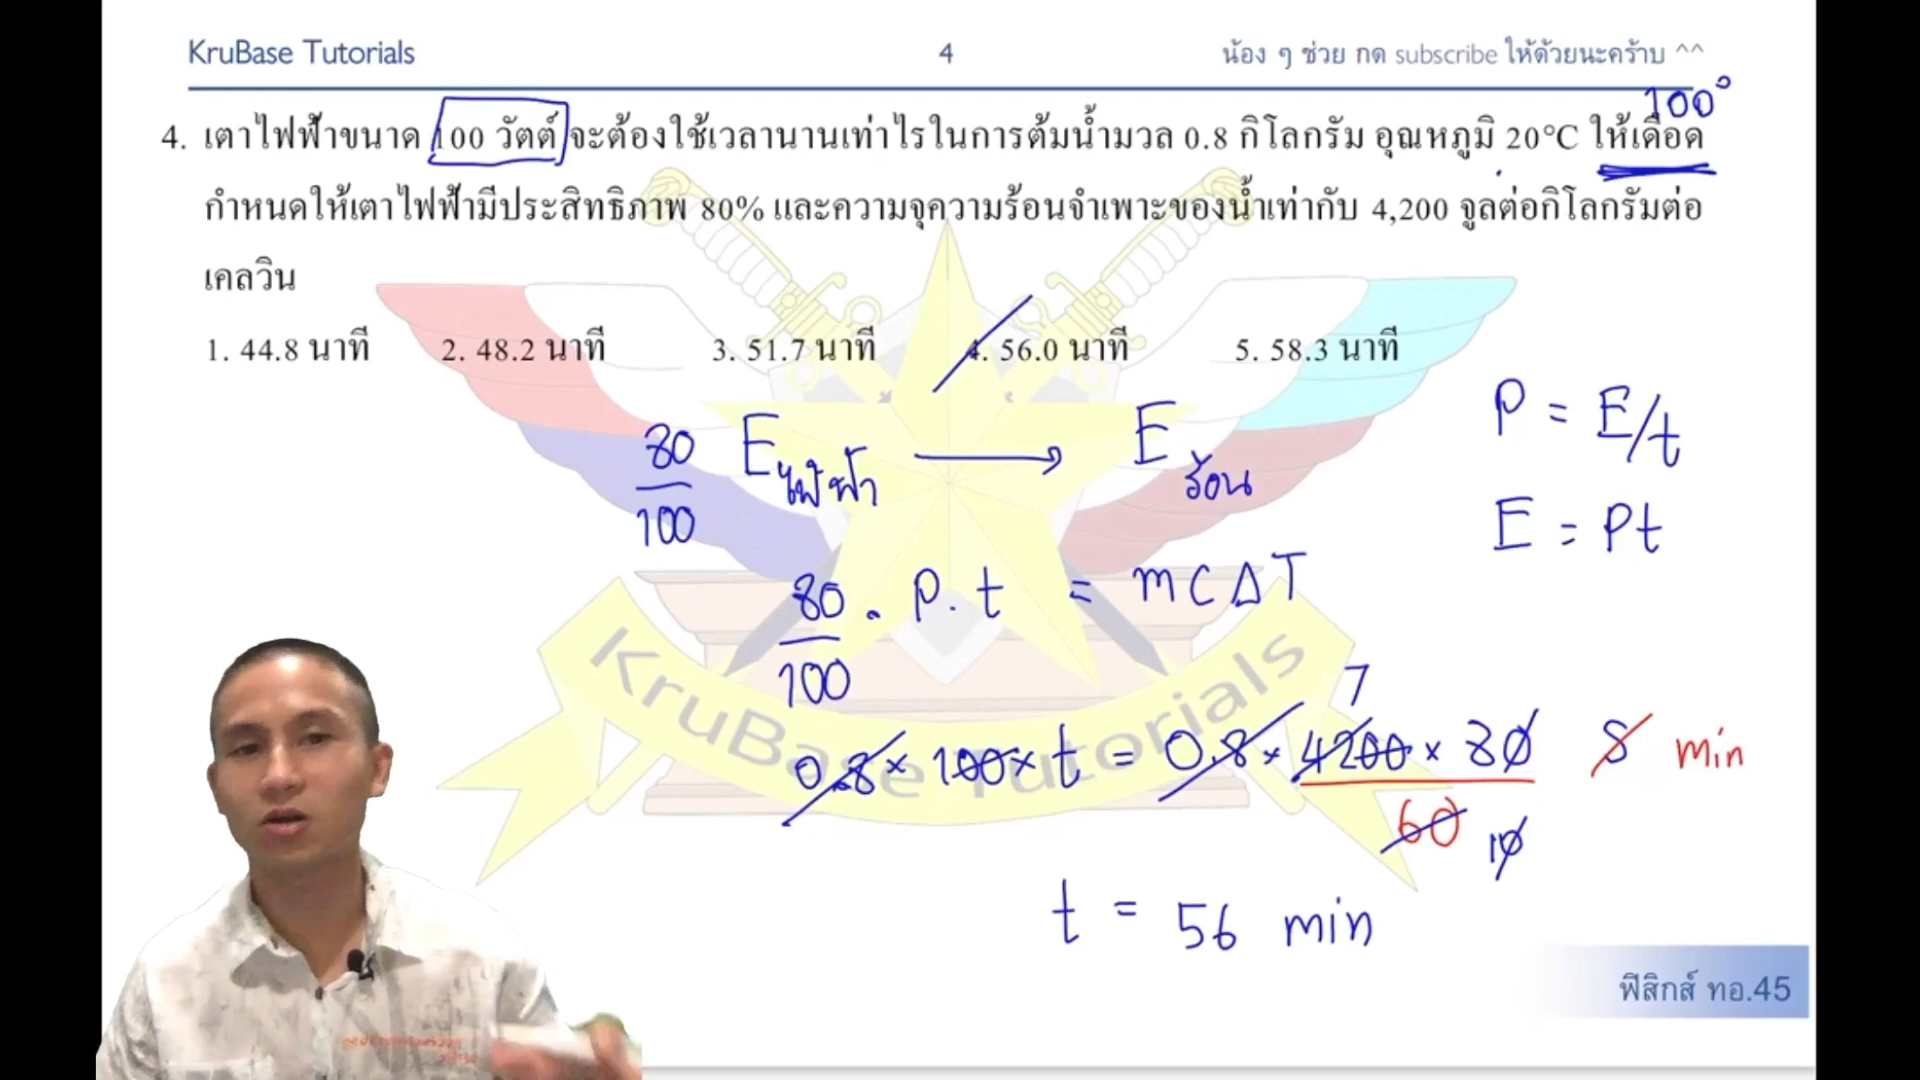 KruBase Tutorials 4 น้อง ๆ ช่วย กด subscribe ให้ด้วยนะคร้าบ ^^
100°
4. เตาไฟฟ้าขนาด 100 วัตต์ จะต้องใช้เวลานานเท่าไรในการต้มน้ำมวล 0.8 กิโลกรัม อุณหภูมิ 20°C ให้เดือด
กำหนดให้เตาไฟฟ้ามีประสิทธิภาพ 80% และความจุความร้อนจำเพาะของน้ำเท่ากับ 4,200 จูลต่อกิโลกรัมต่อ
เคลวิน
1. 44.8 นาที 2. 48.2 นาที 3. 51.7 นาที 4. 56.0 นาที 5. 58.3 นาที
80/100 E ไฟฟ้า → E ร้อน
P = E/t
E = Pt
80/100 . P . t = mcΔT
7
0.8 × 100 × t = 0.8 × 4200 × 80 8 min
60 10
t = 56 min
KruBase Tutorials
ฟิสิกส์ ทอ.45